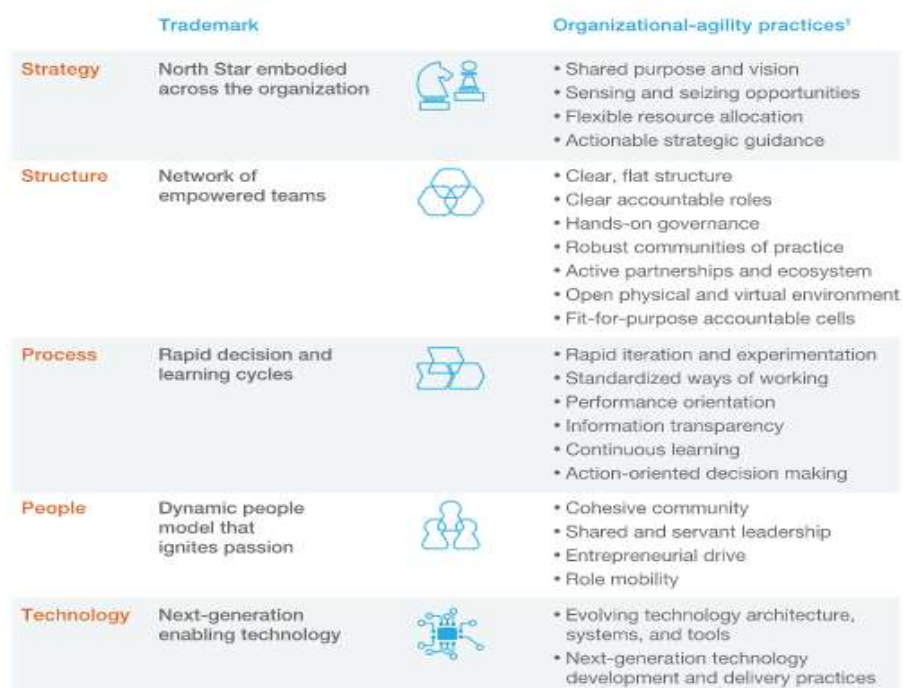 Trademark
Organizational-agility practices¹
Strategy
North Star embodied
across the organization
• Shared purpose and vision
• Sensing and seizing opportunities
• Flexible resource allocation
• Actionable strategic guidance
Structure
Network of
empowered teams
• Clear, flat structure
• Clear accountable roles
• Hands-on governance
• Robust communities of practice
• Active partnerships and ecosystem
• Open physical and virtual environment
• Fit-for-purpose accountable cells
Process
Rapid decision and
learning cycles
• Rapid iteration and experimentation
• Standardized ways of working
• Performance orientation
• Information transparency
• Continuous learning
• Action-oriented decision making
People
Dynamic people
model that
ignites passion
• Cohesive community
• Shared and servant leadership
• Entrepreneurial drive
• Role mobility
Technology
Next-generation
enabling technology
• Evolving technology architecture,
systems, and tools
• Next-generation technology
development and delivery practices